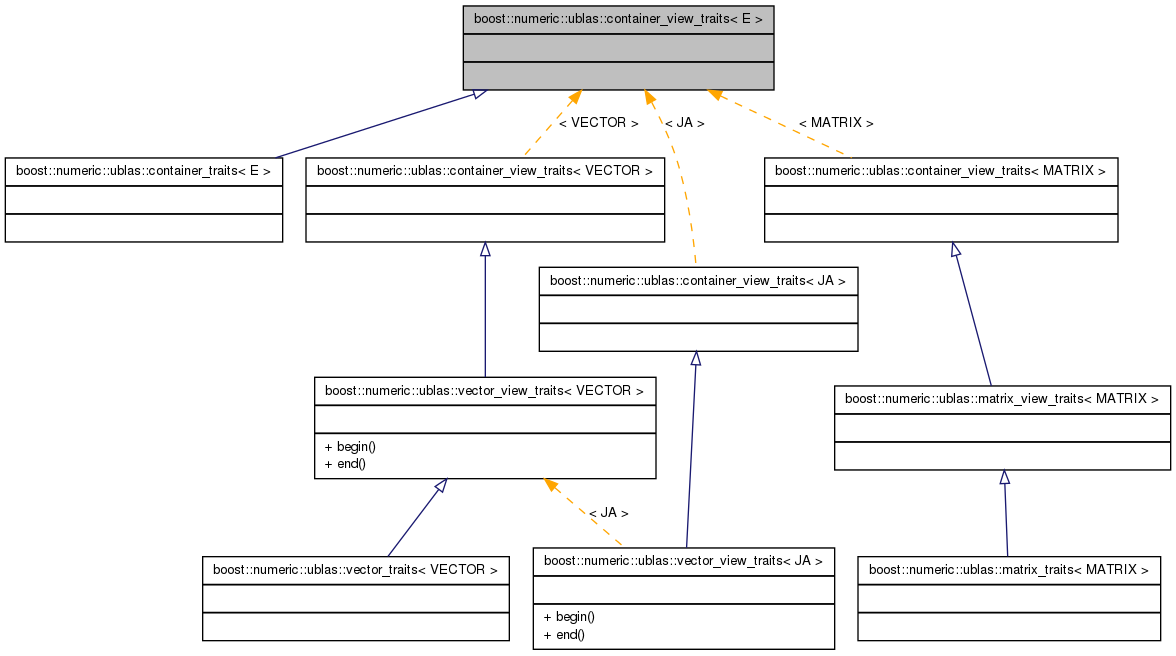 boost::numeric::ublas::container_view_traits< E >
< VECTOR >
< JA >
< MATRIX >
boost::numeric::ublas::container_traits< E >
boost::numeric::ublas::container_view_traits< VECTOR >
boost::numeric::ublas::container_view_traits< MATRIX >
boost::numeric::ublas::container_view_traits< JA >
boost::numeric::ublas::vector_view_traits< VECTOR >
+ begin()
+ end()
boost::numeric::ublas::matrix_view_traits< MATRIX >
< JA >
boost::numeric::ublas::vector_traits< VECTOR >
boost::numeric::ublas::vector_view_traits< JA >
+ begin()
+ end()
boost::numeric::ublas::matrix_traits< MATRIX >